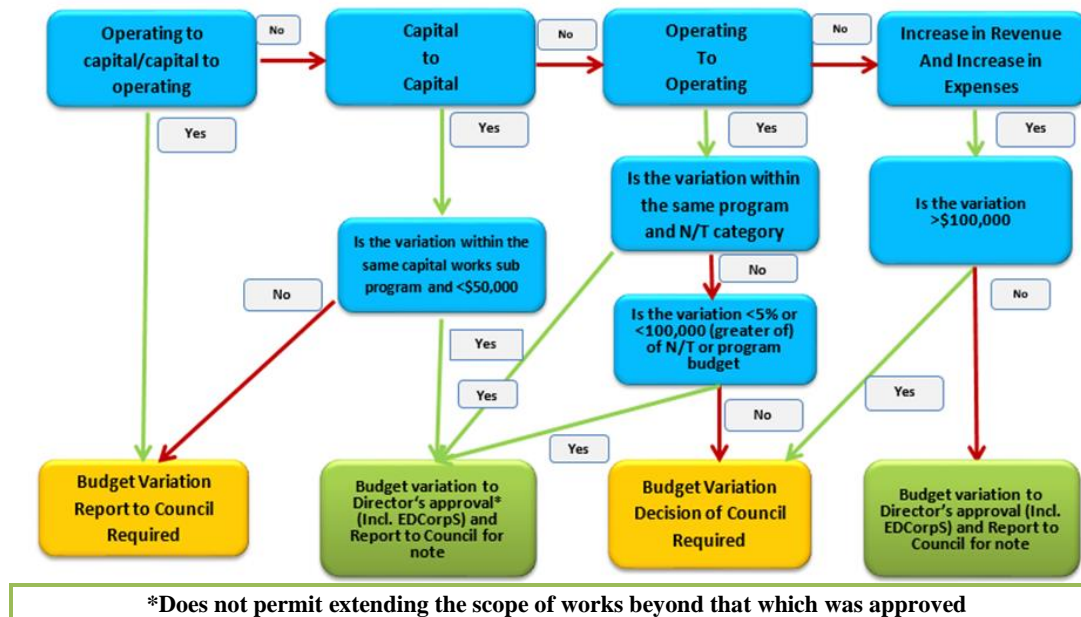 Operating to
capital/capital to
operating
No
Capital
to
Capital
No
Operating
To
Operating
No
Increase in Revenue
And Increase in
Expenses
Yes
Yes
Yes
Yes
Is the variation within
the same program
and N/T category
Is the variation
>$100,000
Is the variation within the
same capital works sub
program and <$50,000
No
No
No
Is the variation <5% or
<100,000 (greater of)
of N/T or program
budget
Yes
Yes
Yes
No
Yes
Budget Variation
Report to Council
Required
Budget variation to
Director's approval*
(Incl. EDCorpS) and
Report to Council for
note
Budget Variation
Decision of Council
Required
Budget variation to
Director's approval (Incl.
EDCorpS) and Report to
Council for note
*Does not permit extending the scope of works beyond that which was approved